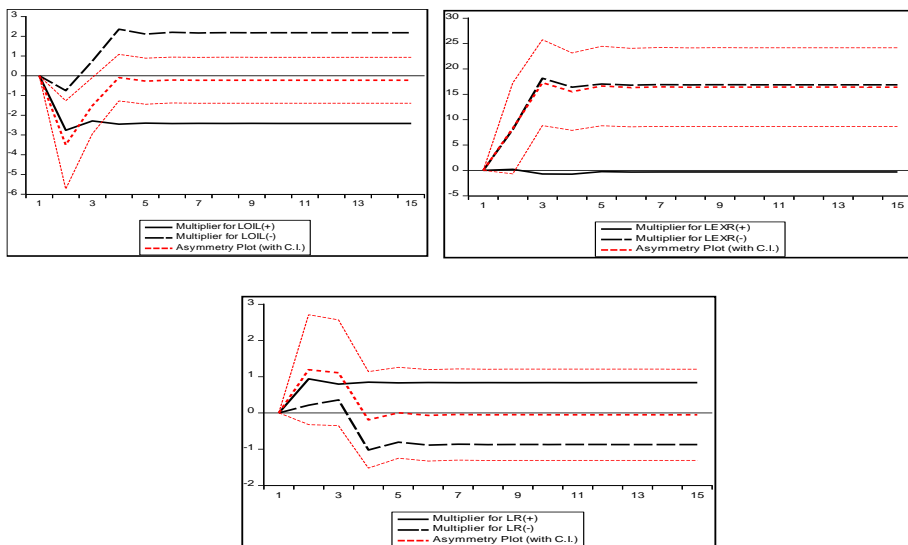 3
2
1
0
-1
-2
-3
-4
-5
-6
1 3 5 7 9 11 13 15
Multiplier for LOIL(+)
Multiplier for LOIL(-)
Asymmetry Plot (with C.I.)
30
25
20
15
10
5
0
-5
1 3 5 7 9 11 13 15
Multiplier for LEXR(+)
Multiplier for LEXR(-)
Asymmetry Plot (with C.I.)
3
2
1
0
-1
-2
1 3 5 7 9 11 13 15
Multiplier for LR(+)
Multiplier for LR(-)
Asymmetry Plot (with C.I.)